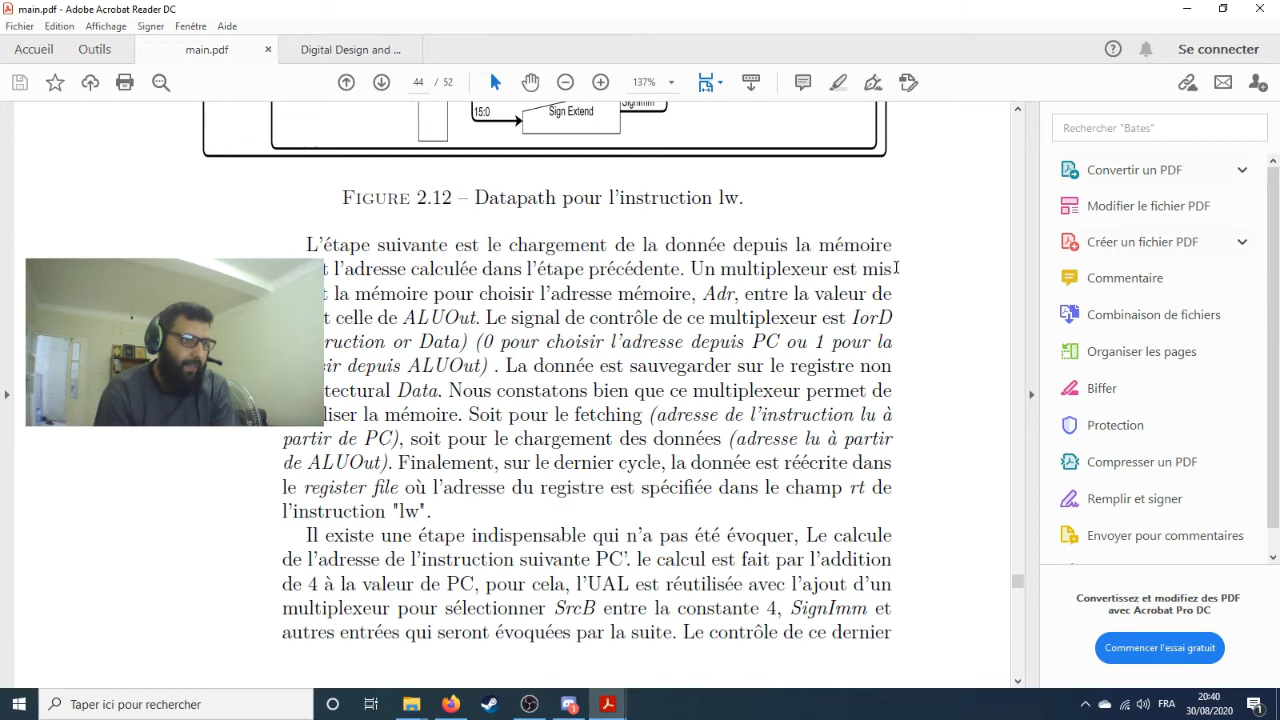 main.pdf - Adobe Acrobat Reader DC
Fichier Edition Affichage Signer Fenêtre Aide
Accueil Outils main.pdf × Digital Design and ... ? Se connecter
44 / 52 137%
15:0 Sign Extend SignImm
FIGURE 2.12 – Datapath pour l'instruction lw.
L'étape suivante est le chargement de la donnée depuis la mémoire
l'adresse calculée dans l'étape précédente. Un multiplexeur est mis
la mémoire pour choisir l'adresse mémoire, Adr, entre la valeur de
celle de ALUOut. Le signal de contrôle de ce multiplexeur est IorD
or Data) (0 pour choisir l'adresse depuis PC ou 1 pour la
depuis ALUOut) . La donnée est sauvegarder sur le registre non
Data. Nous constatons bien que ce multiplexeur permet de
la mémoire. Soit pour le fetching (adresse de l'instruction lu à
partir de PC), soit pour le chargement des données (adresse lu à partir
de ALUOut). Finalement, sur le dernier cycle, la donnée est réécrite dans
le register file où l'adresse du registre est spécifiée dans le champ rt de
l'instruction "lw".
Il existe une étape indispensable qui n'a pas été évoquer, Le calcule
de l'adresse de l'instruction suivante PC'. le calcul est fait par l'addition
de 4 à la valeur de PC, pour cela, l'UAL est réutilisée avec l'ajout d'un
multiplexeur pour sélectionner SrcB entre la constante 4, SignImm et
autres entrées qui seront évoquées par la suite. Le contrôle de ce dernier
Rechercher "Bates"
Convertir un PDF
Modifier le fichier PDF
Créer un fichier PDF
Commentaire
Combinaison de fichiers
Organiser les pages
Biffer
Protection
Compresser un PDF
Remplir et signer
Envoyer pour commentaires
Convertissez et modifiez des PDF
avec Acrobat Pro DC
Commencer l'essai gratuit
Taper ici pour rechercher
FRA
20:40
30/08/2020